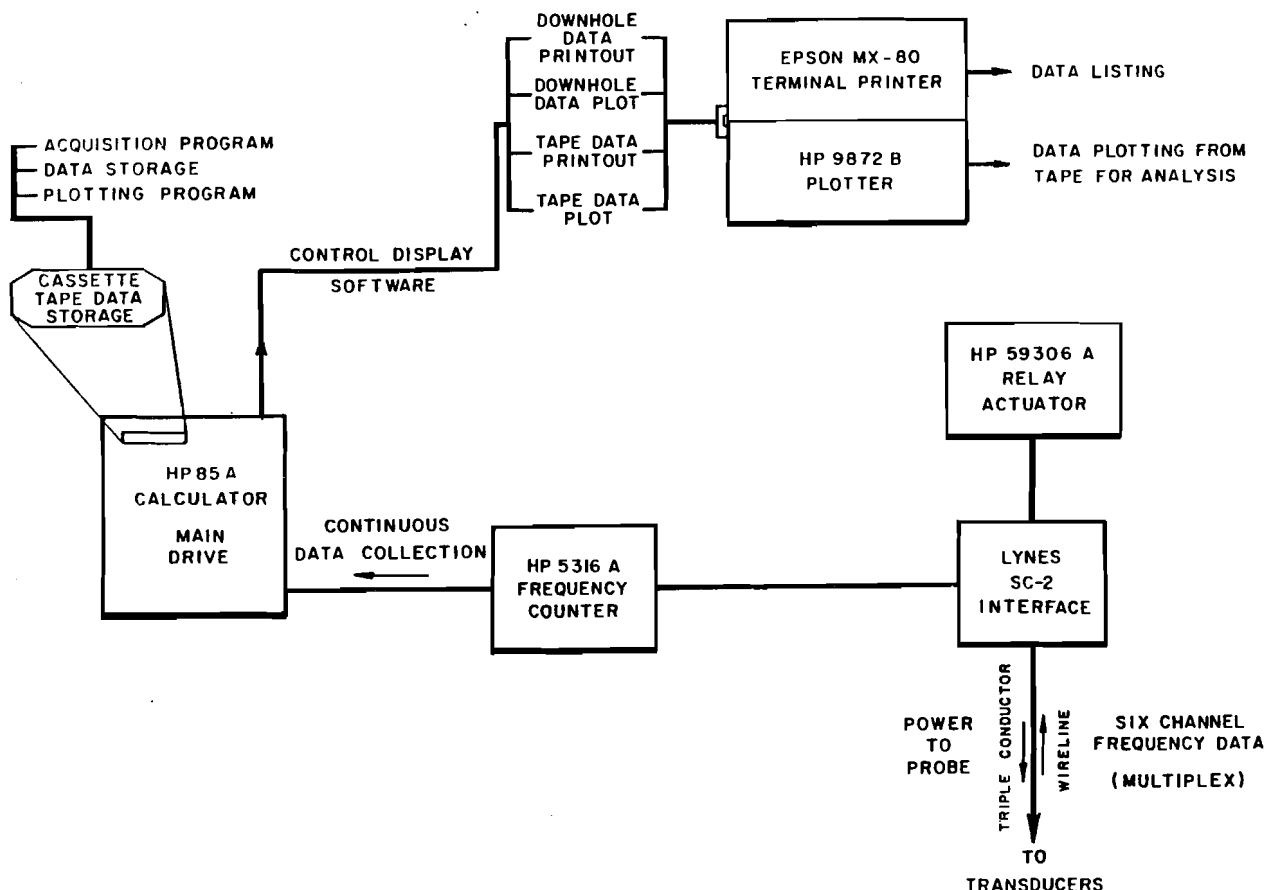 DOWNHOLE
DATA
PRINTOUT
DOWNHOLE
DATA PLOT
TAPE DATA
PRINTOUT
TAPE DATA
PLOT
EPSON MX-80
TERMINAL PRINTER
HP 9872 B
PLOTTER
DATA LISTING
DATA PLOTTING FROM
TAPE FOR ANALYSIS
ACQUISITION PROGRAM
DATA STORAGE
PLOTTING PROGRAM
CASSETTE
TAPE DATA
STORAGE
CONTROL DISPLAY
SOFTWARE
HP 85 A
CALCULATOR
MAIN
DRIVE
CONTINUOUS
DATA COLLECTION
HP 5316 A
FREQUENCY
COUNTER
HP 59306 A
RELAY
ACTUATOR
LYNES
SC-2
INTERFACE
POWER
TO
PROBE
TRIPLE CONDUCTOR
WIRELINE
SIX CHANNEL
FREQUENCY DATA
(MULTIPLEX)
TO
TRANSDUCERS